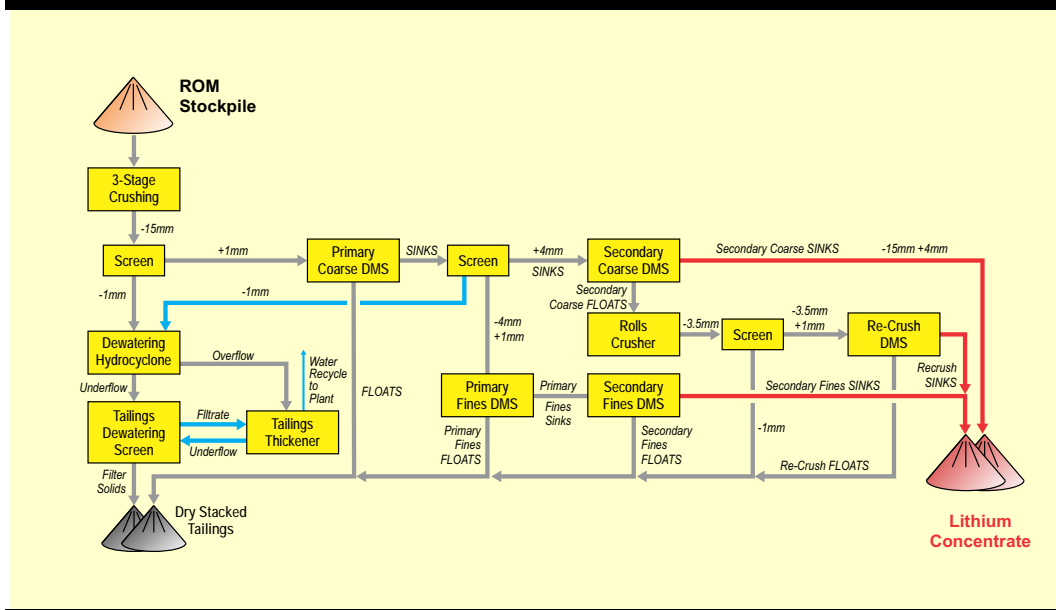 ROM
Stockpile
3-Stage
Crushing
-15mm
Screen
+1mm
Primary
Coarse DMS
SINKS
Screen
+4mm
SINKS
Secondary
Coarse DMS
Secondary Coarse SINKS
-15mm +4mm
-1mm
-1mm
Secondary
Coarse FLOATS
-4mm
+1mm
Rolls
Crusher
-3.5mm
Screen
-3.5mm
+1mm
Re-Crush
DMS
Dewatering
Hydrocyclone
Overflow
Water
Recycle
to
Plant
FLOATS
Recrush
SINKS
Underflow
Primary
Fines DMS
Primary
Fines
Sinks
Secondary
Fines DMS
Secondary Fines SINKS
Tailings
Dewatering
Screen
FIltrate
Underflow
Tailings
Thickener
Primary
Fines
FLOATS
Secondary
Fines
FLOATS
-1mm
Re-Crush FLOATS
Filter
Solids
Dry Stacked
Tailings
Lithium
Concentrate